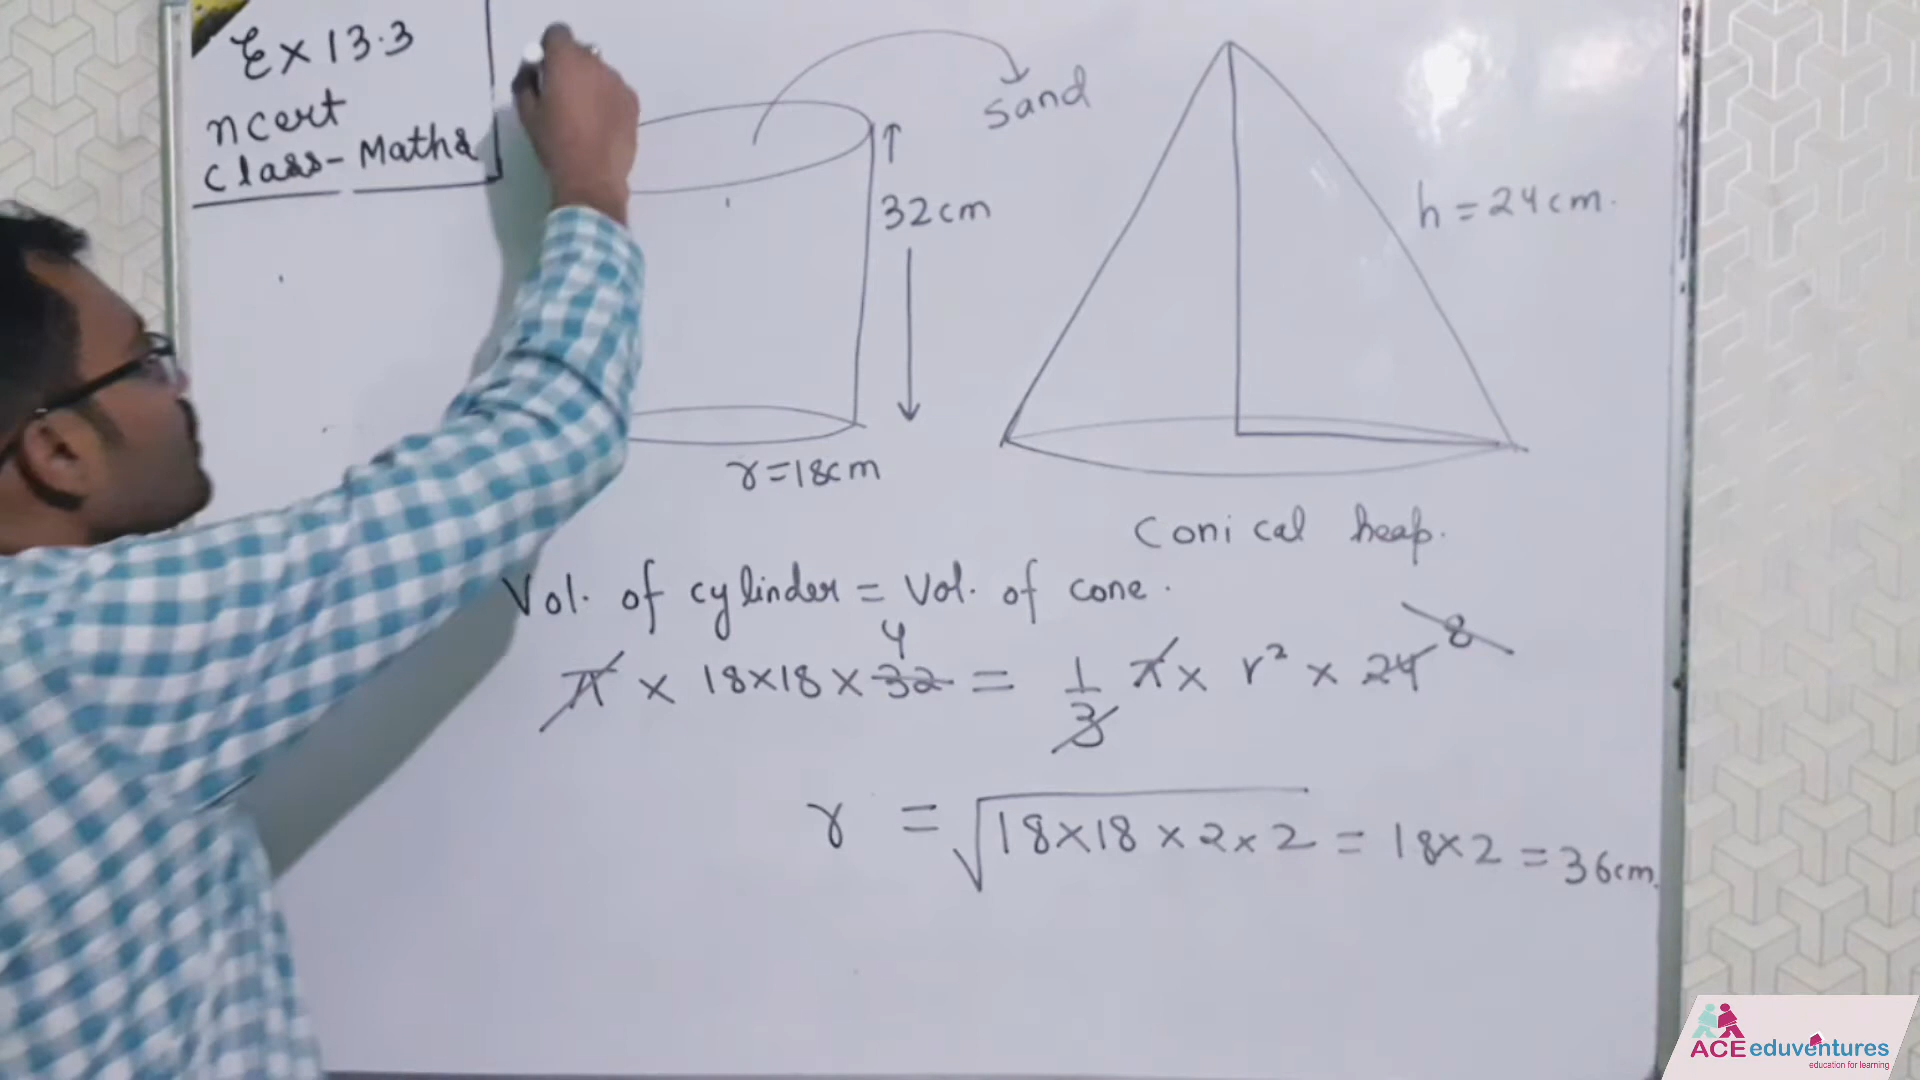 Ex 13.3
ncert
Class- Maths
Sand
32cm
h = 24cm.
r=18cm
Conical heap.
Vol. of cylinder = Vol. of cone.
4
π × 18×18 × 32 = 1/3 π × r² × 24 8
r = √18×18 × 2×2 = 18×2 = 36cm.
ACE eduventures
education for learning